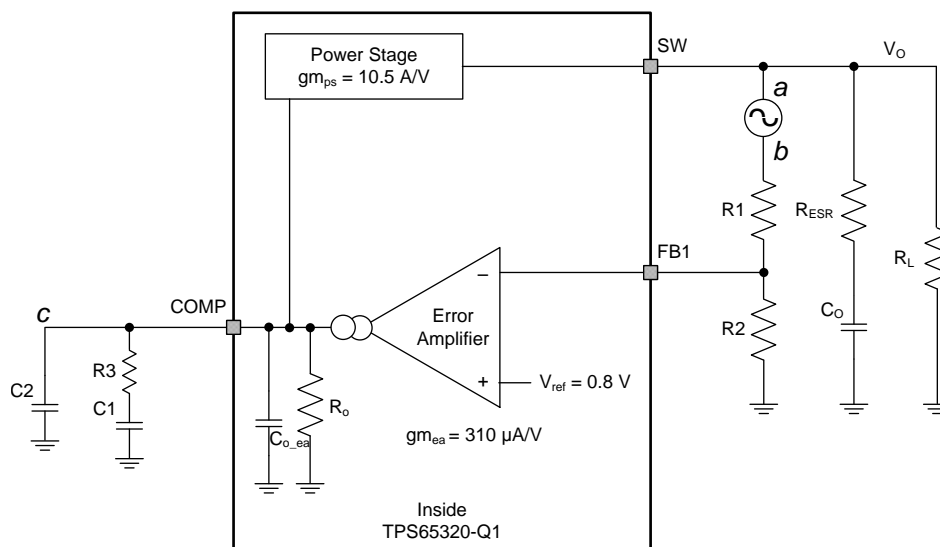 Power Stage
gm_ps = 10.5 A/V
SW
V_O
a
b
R1
R_ESR
R_L
FB1
C_O
R2
COMP
c
Error
Amplifier
−
+
V_ref = 0.8 V
R3
C2
C1
R_o
C_o_ea
gm_ea = 310 µA/V
Inside
TPS65320-Q1